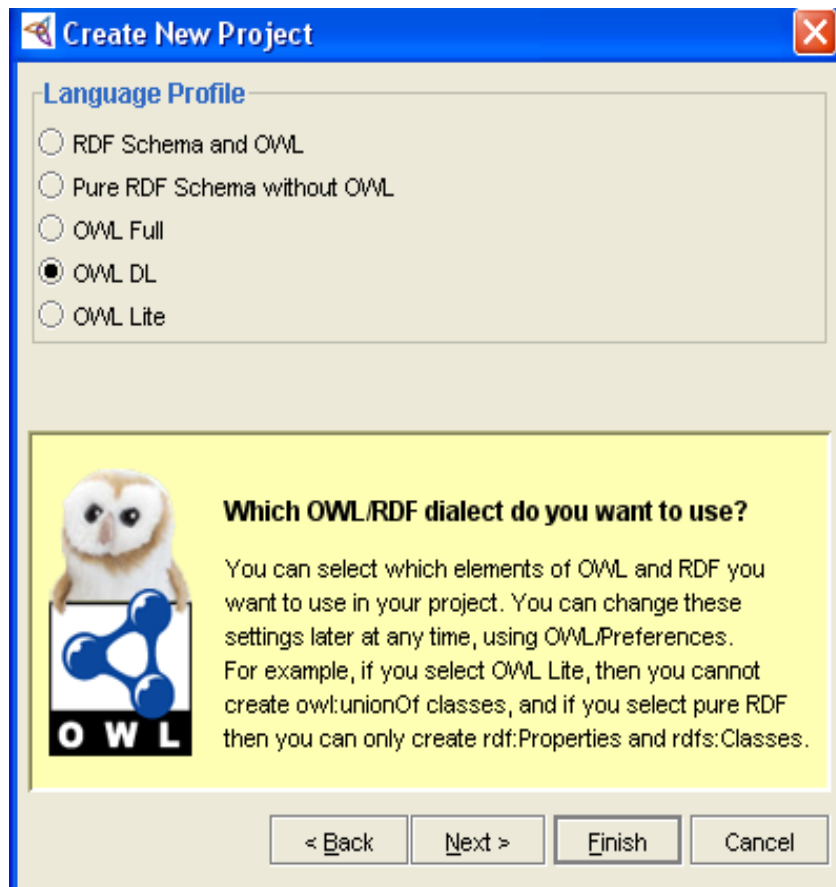 Create New Project
Language Profile
RDF Schema and OWL
Pure RDF Schema without OWL
OWL Full
OWL DL
OWL Lite
Which OWL/RDF dialect do you want to use?
You can select which elements of OWL and RDF you
want to use in your project. You can change these
settings later at any time, using OWL/Preferences.
For example, if you select OWL Lite, then you cannot
create owl:unionOf classes, and if you select pure RDF
then you can only create rdf:Properties and rdfs:Classes.
OWL
< Back
Next >
Finish
Cancel